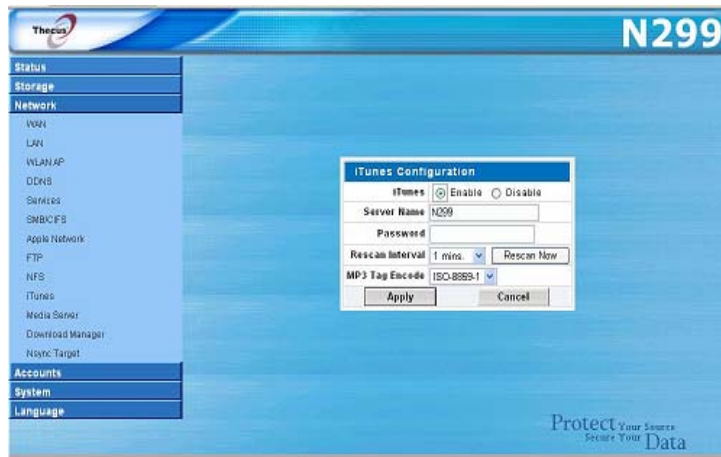 Thecus
N299
Status
Storage
Network
WAN
LAN
WLAN AP
DDNS
Services
SMB/CIFS
Apple Network
FTP
NFS
iTunes
Media Server
Download Manager
Nsync Target
Accounts
System
Language
iTunes Configuration
iTunes Enable Disable
Server Name N299
Password
Rescan Interval 1 mins. Rescan Now
MP3 Tag Encode ISO-8859-1
Apply Cancel
Protect Your Source
Secure Your Data